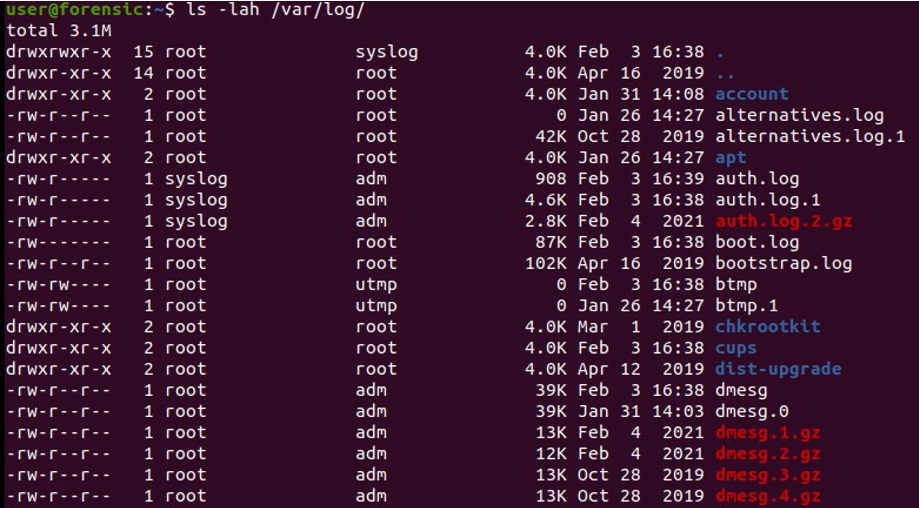 user@forensic:~$ ls -lah /var/log/
total 3.1M
drwxrwxr-x  15 root              syslog            4.0K Feb  3 16:38 .
drwxr-xr-x  14 root              root              4.0K Apr 16  2019 ..
drwxr-xr-x   2 root              root              4.0K Jan 31 14:08 account
-rw-r--r--   1 root              root                 0 Jan 26 14:27 alternatives.log
-rw-r--r--   1 root              root               42K Oct 28  2019 alternatives.log.1
drwxr-xr-x   2 root              root              4.0K Jan 26 14:27 apt
-rw-r-----   1 syslog            adm                908 Feb  3 16:39 auth.log
-rw-r-----   1 syslog            adm               4.6K Feb  3 16:38 auth.log.1
-rw-r-----   1 syslog            adm               2.8K Feb  4  2021 auth.log.2.gz
-rw-------   1 root              root               87K Feb  3 16:38 boot.log
-rw-r--r--   1 root              root              102K Apr 16  2019 bootstrap.log
-rw-rw----   1 root              utmp                 0 Feb  3 16:38 btmp
-rw-rw----   1 root              utmp                 0 Jan 26 14:27 btmp.1
drwxr-xr-x   2 root              root              4.0K Mar  1  2019 chkrootkit
drwxr-xr-x   2 root              root              4.0K Feb  3 16:38 cups
drwxr-xr-x   2 root              root              4.0K Apr 12  2019 dist-upgrade
-rw-r--r--   1 root              adm                39K Feb  3 16:38 dmesg
-rw-r--r--   1 root              adm                39K Jan 31 14:03 dmesg.0
-rw-r--r--   1 root              adm                13K Feb  4  2021 dmesg.1.gz
-rw-r--r--   1 root              adm                12K Feb  4  2021 dmesg.2.gz
-rw-r--r--   1 root              adm                13K Oct 28  2019 dmesg.3.gz
-rw-r--r--   1 root              adm                13K Oct 28  2019 dmesg.4.gz